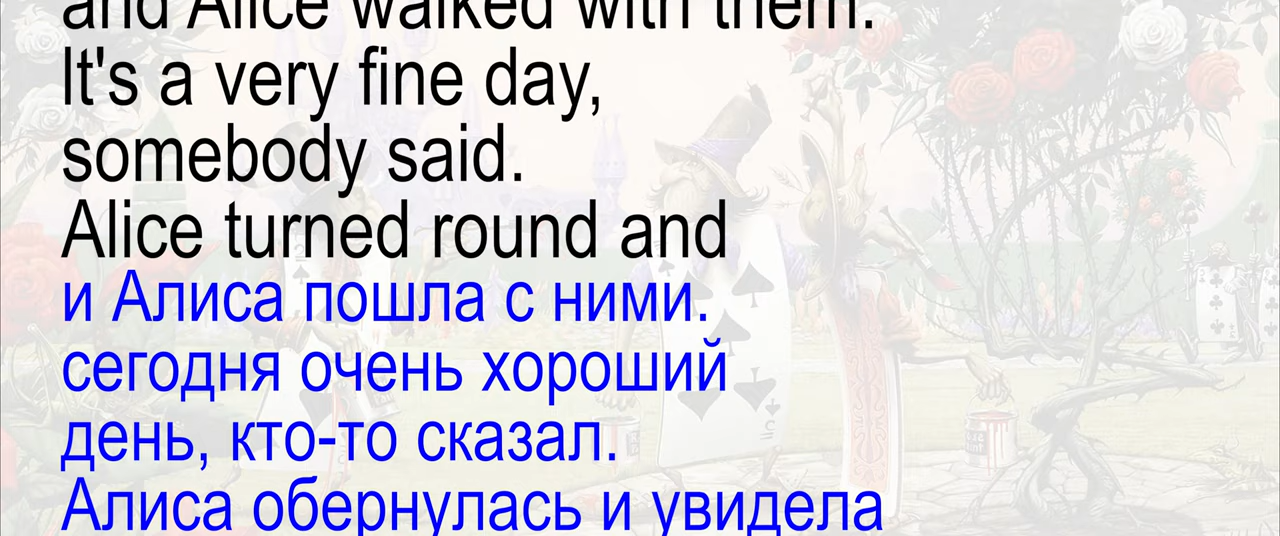 and Alice walked with them.
It's a very fine day,
somebody said.
Alice turned round and
и Алиса пошла с ними.
сегодня очень хороший
день, кто-то сказал.
Алиса обернулась и увидела